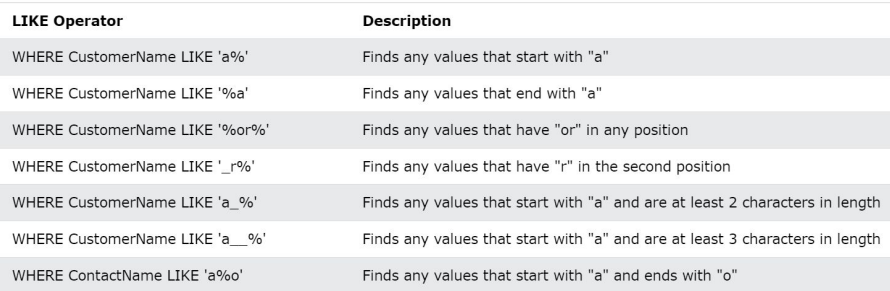 LIKE Operator Description
WHERE CustomerName LIKE 'a%' Finds any values that start with "a"
WHERE CustomerName LIKE '%a' Finds any values that end with "a"
WHERE CustomerName LIKE '%or%' Finds any values that have "or" in any position
WHERE CustomerName LIKE '_r%' Finds any values that have "r" in the second position
WHERE CustomerName LIKE 'a_%' Finds any values that start with "a" and are at least 2 characters in length
WHERE CustomerName LIKE 'a__%' Finds any values that start with "a" and are at least 3 characters in length
WHERE ContactName LIKE 'a%o' Finds any values that start with "a" and ends with "o"